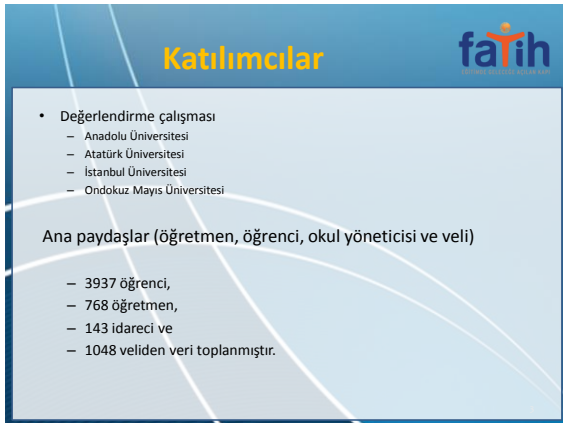 Katılımcılar
fatih
• Değerlendirme çalışması
– Anadolu Üniversitesi
– Atatürk Üniversitesi
– İstanbul Üniversitesi
– Ondokuz Mayıs Üniversitesi
Ana paydaşlar (öğretmen, öğrenci, okul yöneticisi ve veli)
– 3937 öğrenci,
– 768 öğretmen,
– 143 idareci ve
– 1048 veliden veri toplanmıştır.